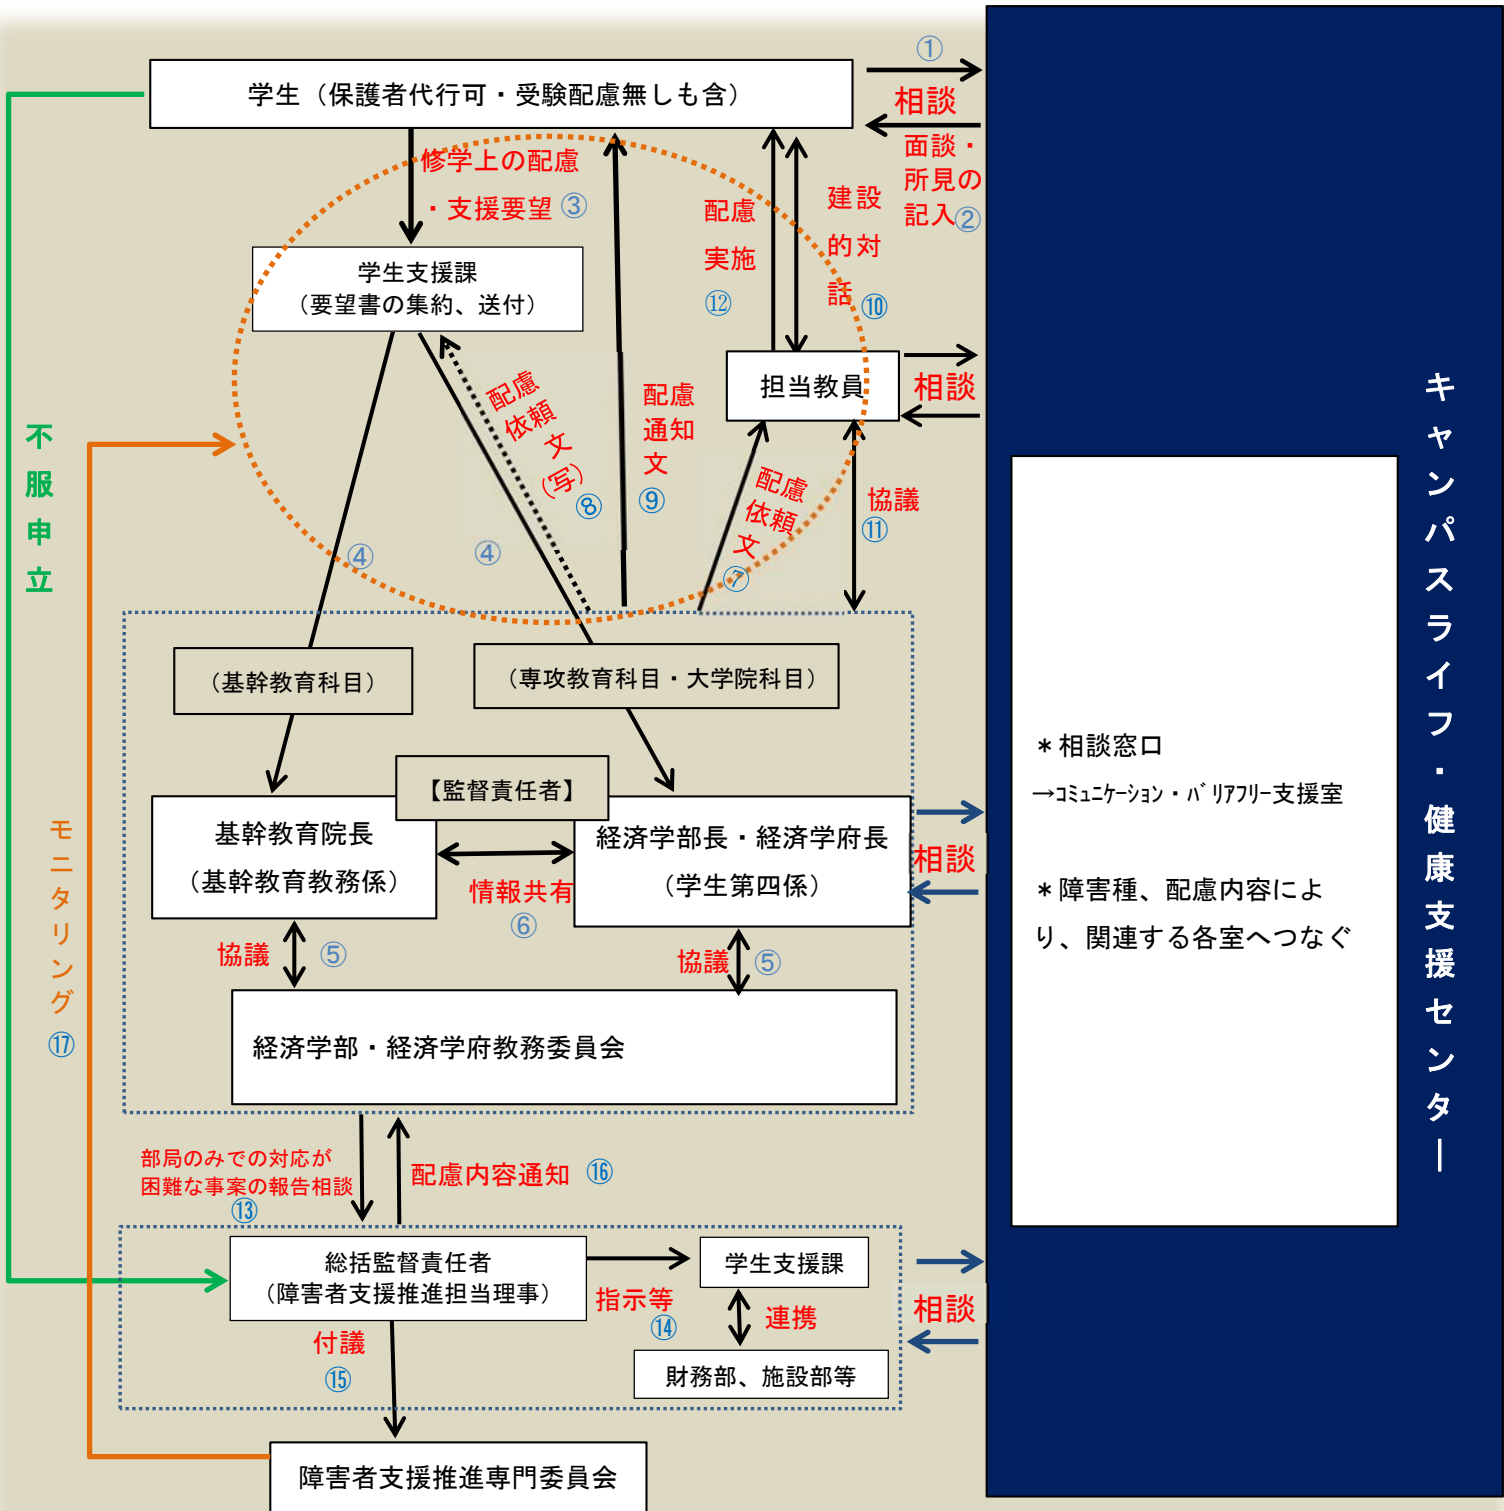 ①
学生（保護者代行可・受験配慮無しも含）
相談
面談・
所見の
記入②
修学上の配慮
・支援要望③
配慮
実施
⑫
建設
的対
話⑩
学生支援課
（要望書の集約、送付）
担当教員
相談
配慮
依頼
文
（写）
⑧
配慮
通知
文
⑨
配慮
依頼
文
⑦
協議
⑪
④
④
不服申立
（基幹教育科目）
（専攻教育科目・大学院科目）
【監督責任者】
基幹教育院長
（基幹教育教務係）
経済学部長・経済学府長
（学生第四係）
情報共有
⑥
相談
協議 ⑤
協議 ⑤
経済学部・経済学府教務委員会
モニタリング⑰
部局のみでの対応が
困難な事案の報告相談
⑬
配慮内容通知 ⑯
総括監督責任者
（障害者支援推進担当理事）
指示等
⑭
学生支援課
連携
財務部、施設部等
相談
付議
⑮
障害者支援推進専門委員会
＊相談窓口
→ｺﾐｭﾆｹｰｼｮﾝ・ﾊﾞﾘｱﾌﾘｰ支援室
＊障害種、配慮内容によ
り、関連する各室へつなぐ
キャンパスライフ・健康支援センター